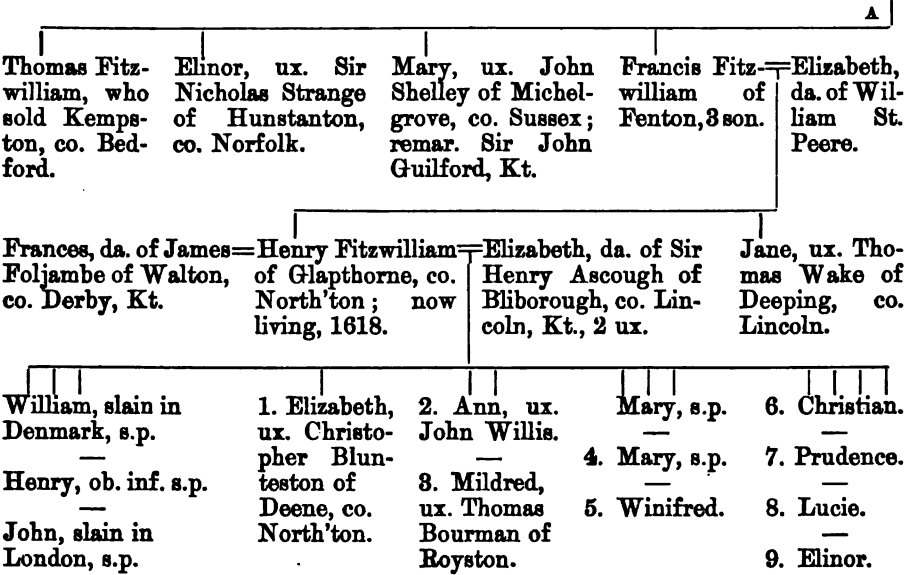 A
Thomas Fitz-
william, who
sold Kemps-
ton, co. Bed-
ford.
Elinor, ux. Sir
Nicholas Strange
of Hunstanton,
co. Norfolk.
Mary, ux. John
Shelley of Michel-
grove, co. Sussex;
remar. Sir John
Guilford, Kt.
Francis Fitz-
william of
Fenton, 3 son.
=Elizabeth,
da. of Wil-
liam St.
Peere.
Frances, da. of James
Foljambe of Walton,
co. Derby, Kt.
=Henry Fitzwilliam
of Glapthorne, co.
North'ton; now
living, 1618.
=Elizabeth, da. of Sir
Henry Ascough of
Bliborough, co. Lin-
coln, Kt., 2 ux.
Jane, ux. Tho-
mas Wake of
Deeping, co.
Lincoln.
William, slain in
Denmark, s.p.
—
Henry, ob. inf. s.p.
—
John, slain in
London, s.p.
1. Elizabeth,
ux. Christo-
pher Blun-
teston of
Deene, co.
North'ton.
2. Ann, ux.
John Willis.
—
3. Mildred,
ux. Thomas
Bourman of
Royston.
Mary, s.p.
—
4. Mary, s.p.
—
5. Winifred.
6. Christian.
—
7. Prudence.
—
8. Lucie.
—
9. Elinor.